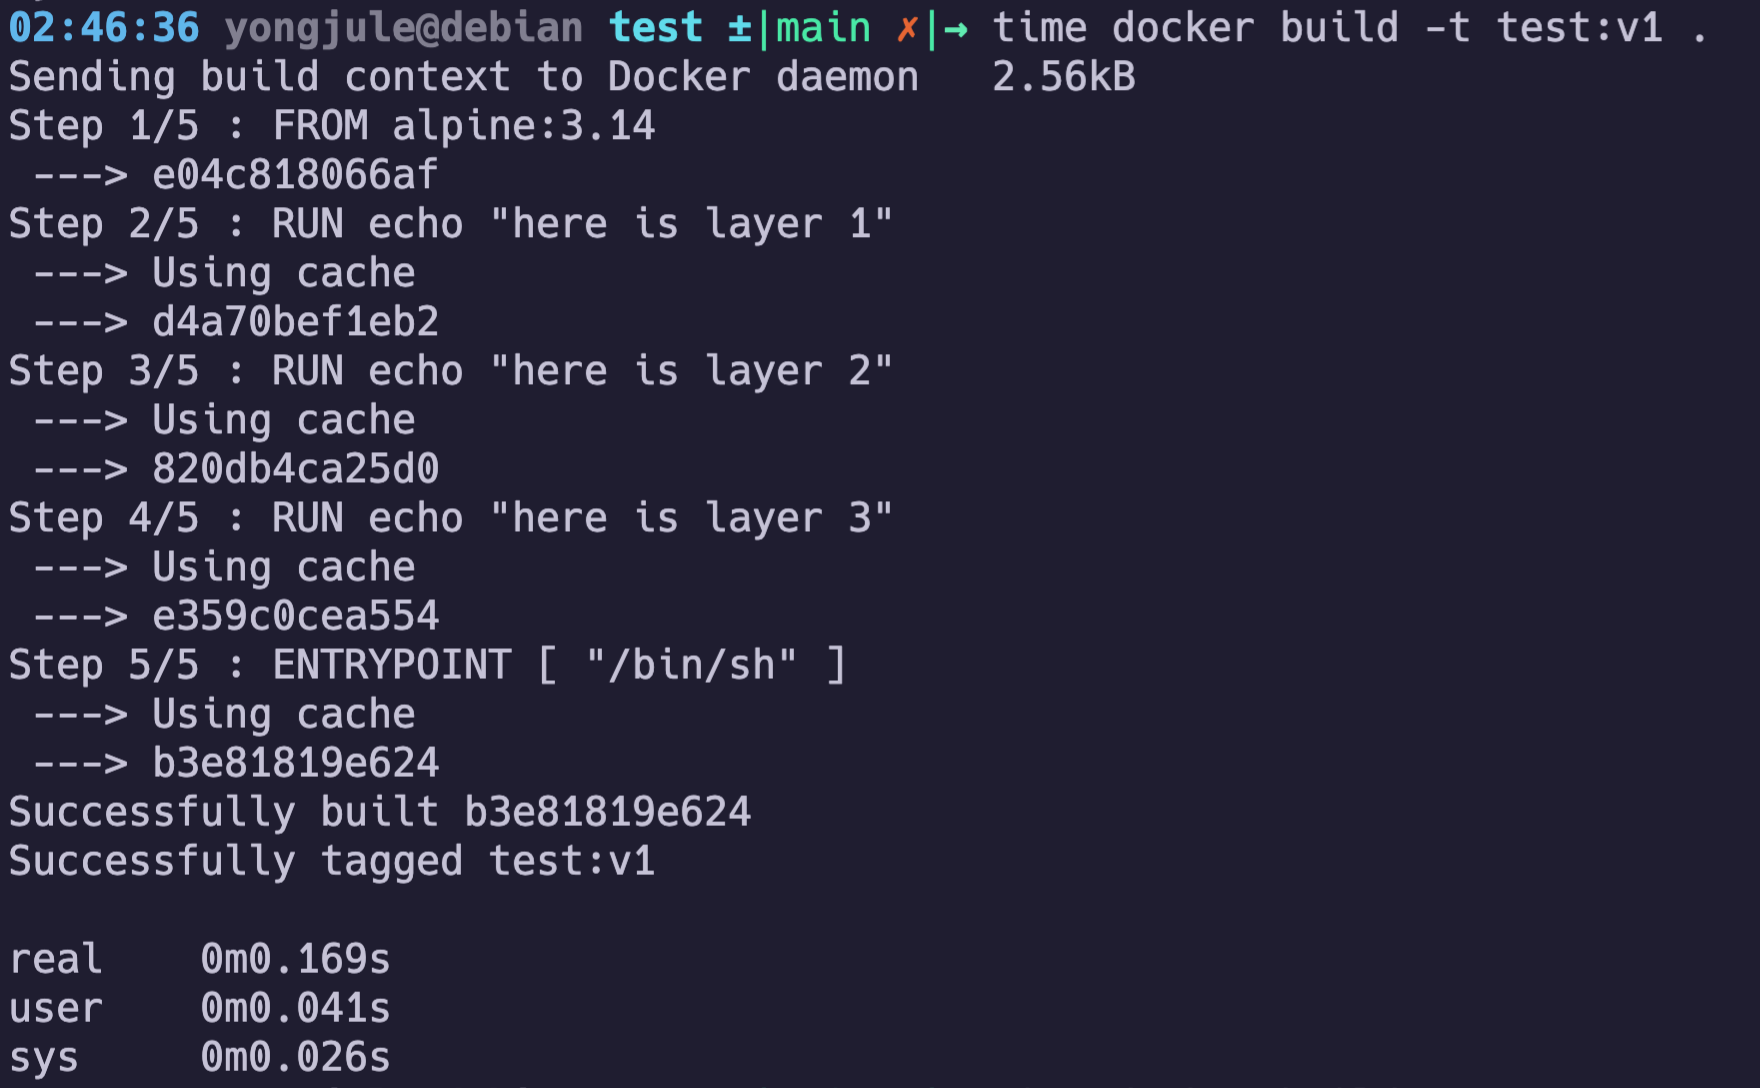 02:46:36 yongjule@debian test ±|main ✗|→ time docker build -t test:v1 .
Sending build context to Docker daemon   2.56kB
Step 1/5 : FROM alpine:3.14
 ---> e04c818066af
Step 2/5 : RUN echo "here is layer 1"
 ---> Using cache
 ---> d4a70bef1eb2
Step 3/5 : RUN echo "here is layer 2"
 ---> Using cache
 ---> 820db4ca25d0
Step 4/5 : RUN echo "here is layer 3"
 ---> Using cache
 ---> e359c0cea554
Step 5/5 : ENTRYPOINT [ "/bin/sh" ]
 ---> Using cache
 ---> b3e81819e624
Successfully built b3e81819e624
Successfully tagged test:v1

real    0m0.169s
user    0m0.041s
sys     0m0.026s